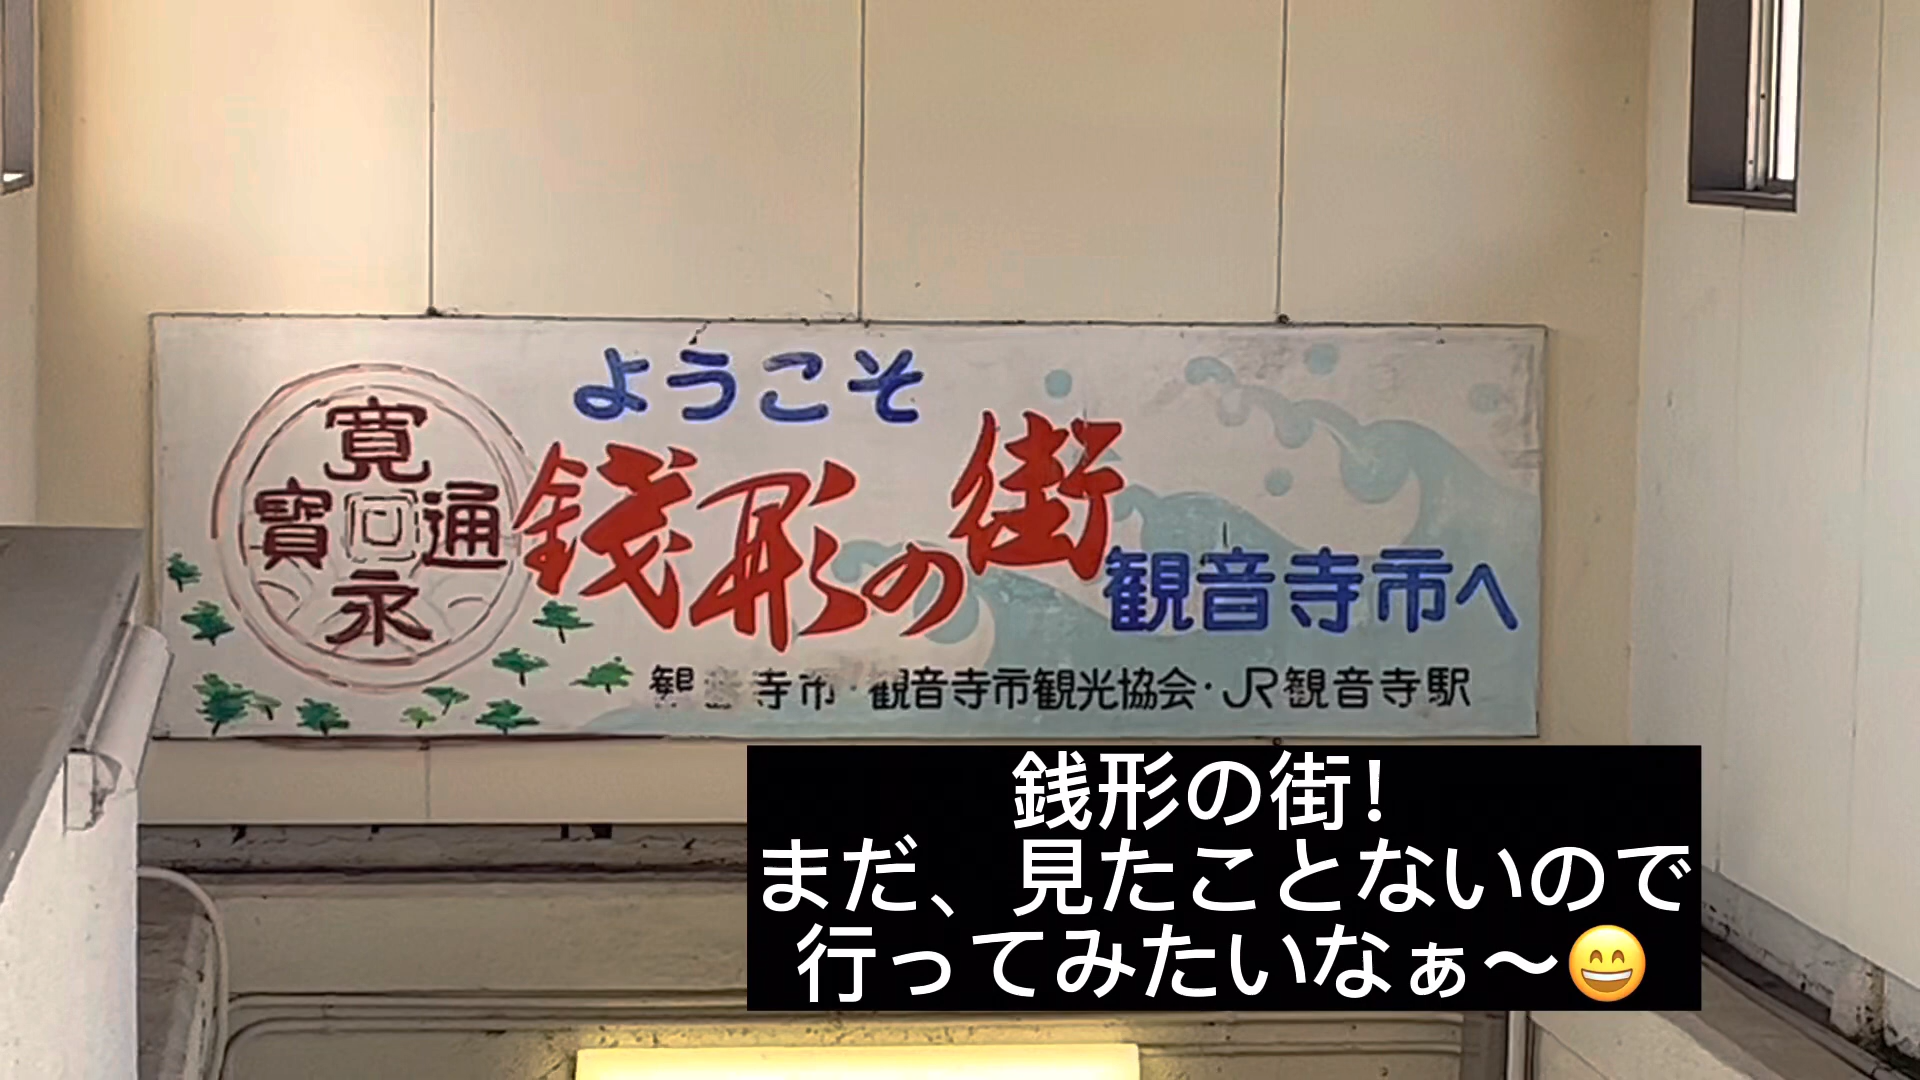 ようこそ
寛
寳 通
永
銭形の街
観音寺市へ
観音寺市・観音寺市観光協会・JR観音寺駅
銭形の街!
まだ、見たことないので
行ってみたいなぁ〜😄